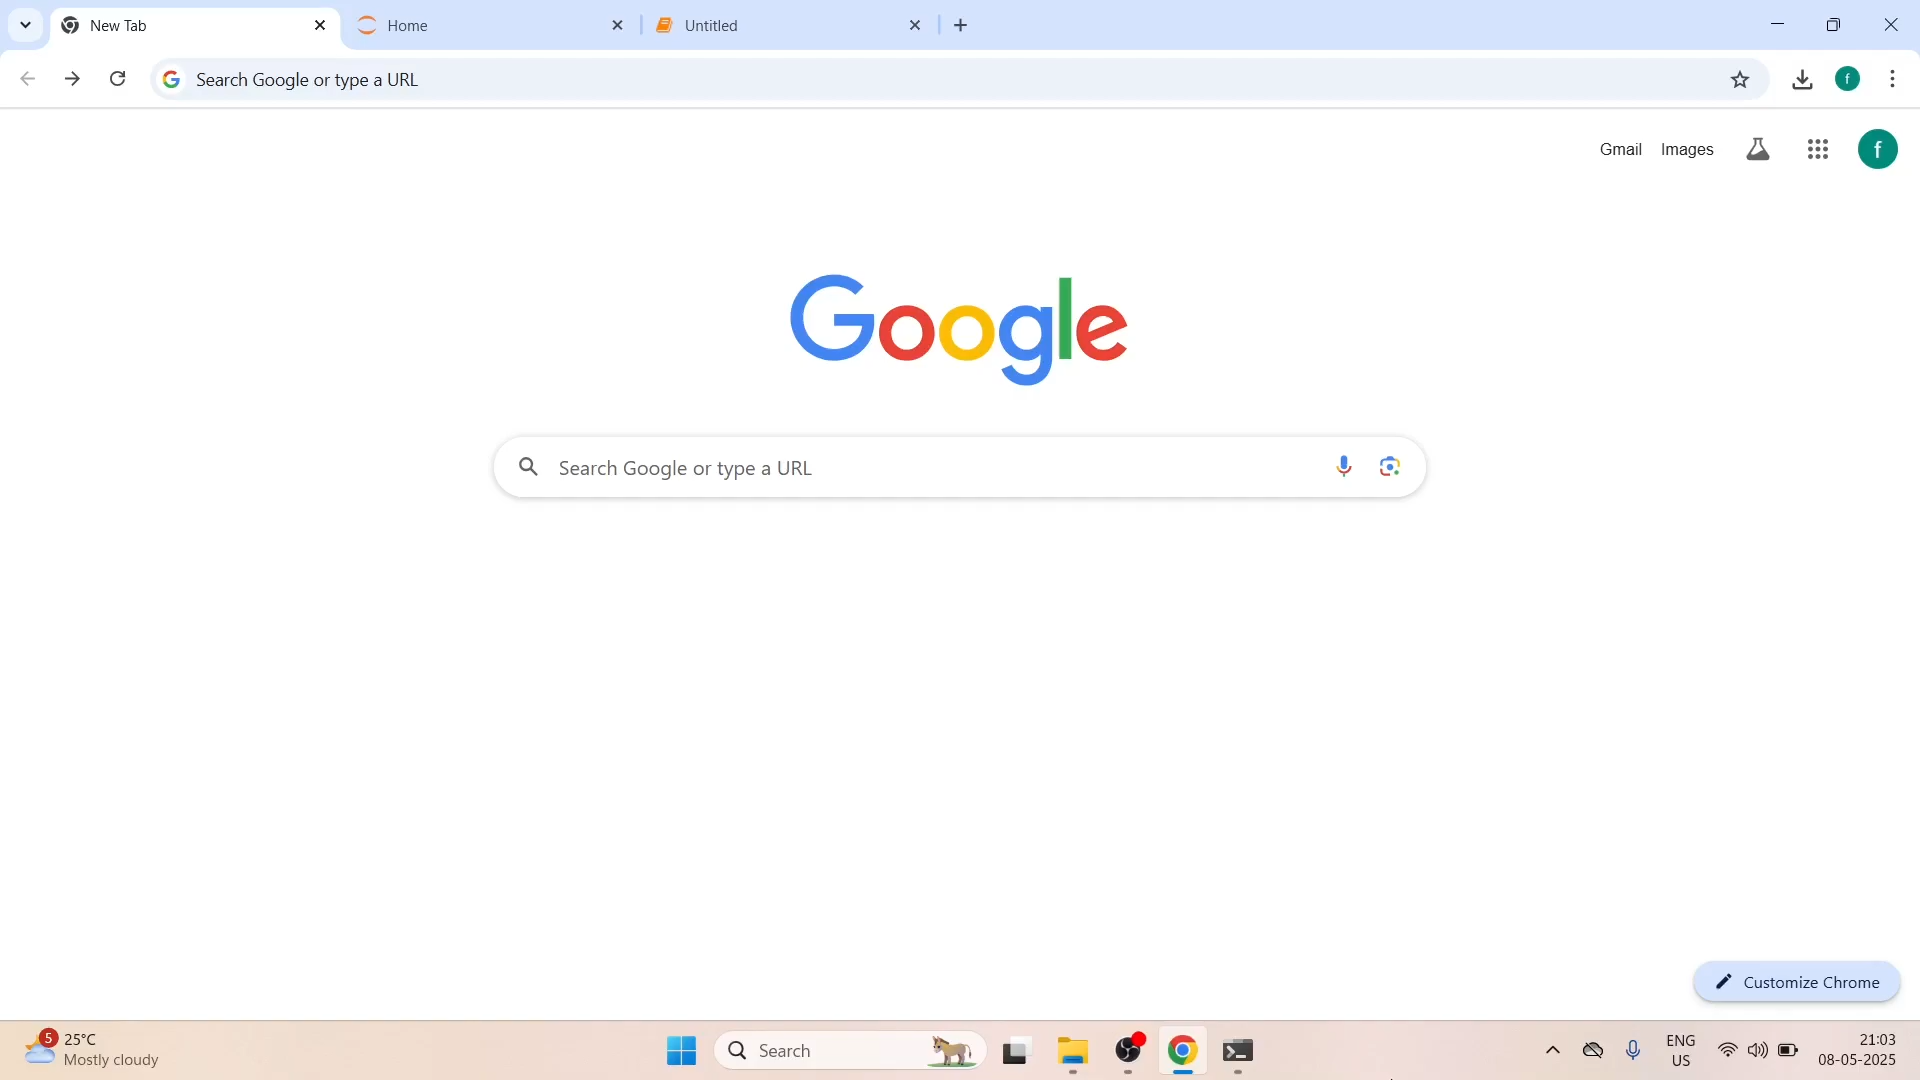 New Tab
Home
Untitled
Search Google or type a URL
Gmail
Images
f
f
Google
Search Google or type a URL
Customize Chrome
5
25°C
Mostly cloudy
Search
ENG
US
21:03
08-05-2025